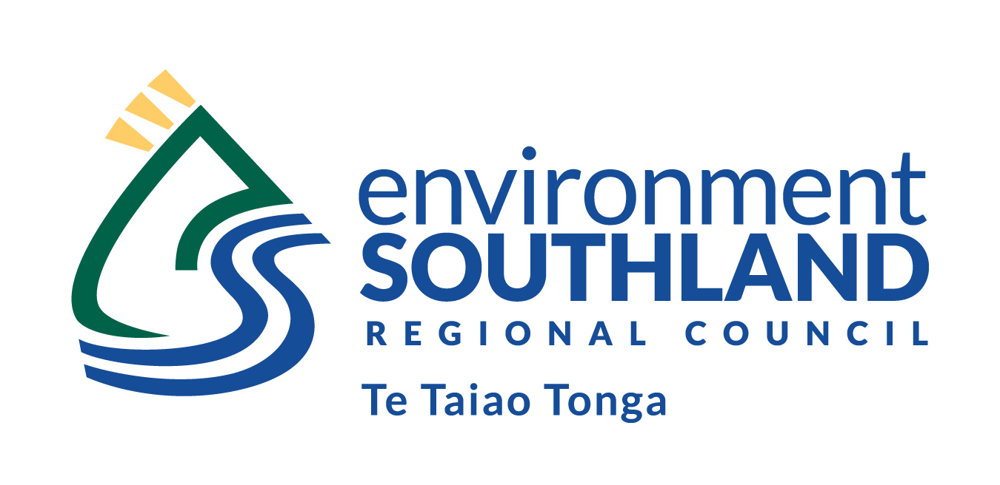 environment
SOUTHLAND
REGIONAL COUNCIL
Te Taiao Tonga